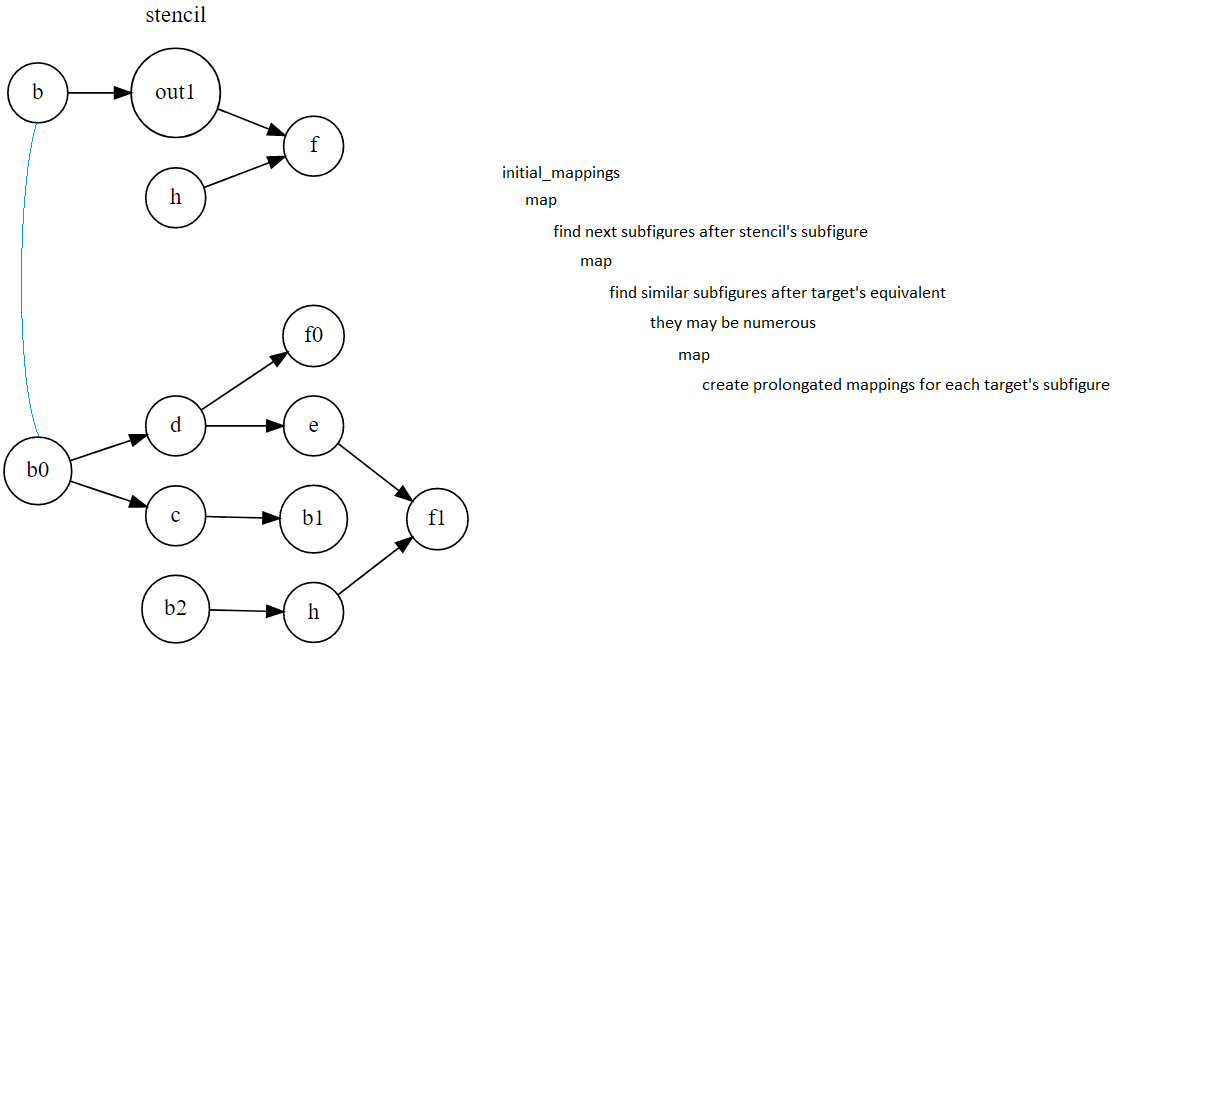 stencil
b
out1
f
h
initial_mappings
map
find next subfigures after stencil's subfigure
map
find similar subfigures after target's equivalent
they may be numerous
map
create prolongated mappings for each target's subfigure
f0
d
e
b0
c
b1
f1
b2
h